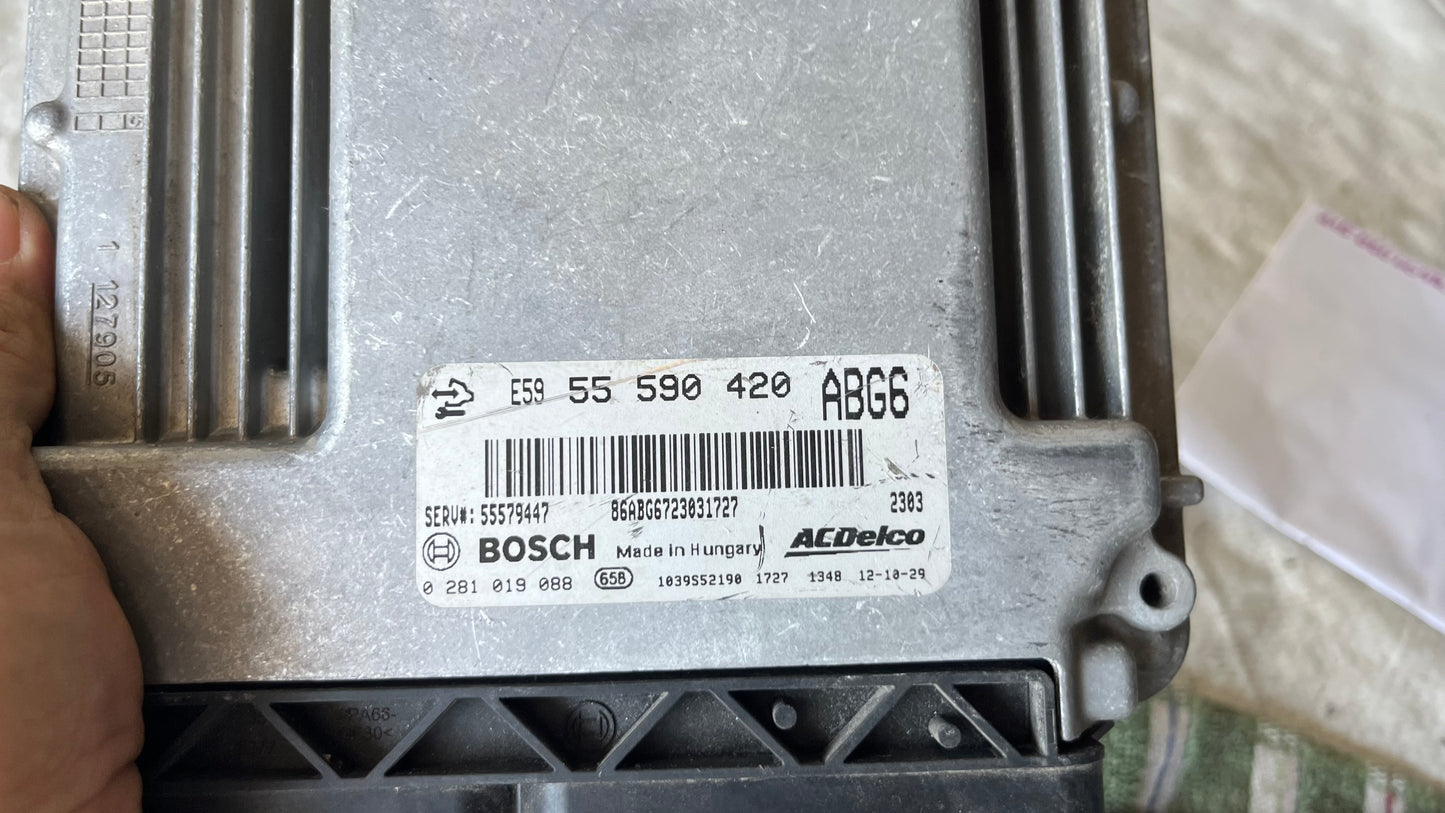 1 127905
E59 55 590 420 ABG6
SERV#: 55579447 86ABG6723031727 2303
BOSCH Made in Hungary ACDelco
0 281 019 088 65B 1039S52190 1727 1348 12-10-29